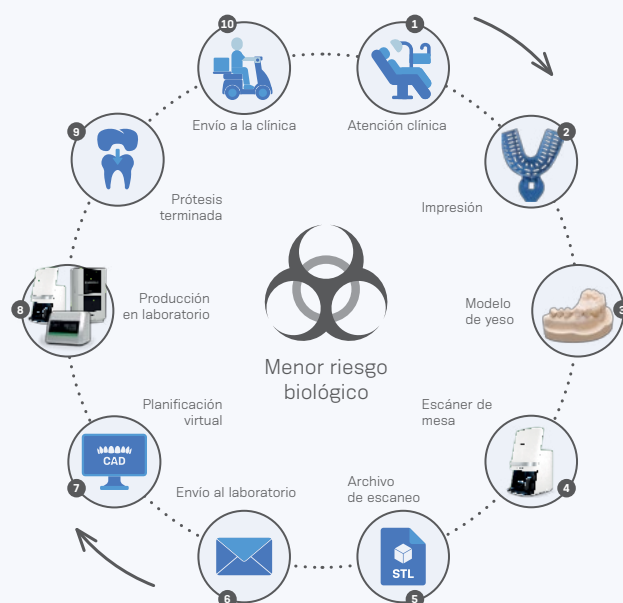 10
Envío a la clínica
1
Atención clínica
2
Impresión
9
Prótesis
terminada
8
Producción
en laboratorio
Modelo
de yeso
3
Menor riesgo
biológico
Planificación
virtual
CAD
7
Escáner de
mesa
4
Envío al laboratorio
6
Archivo
de escaneo
STL
5